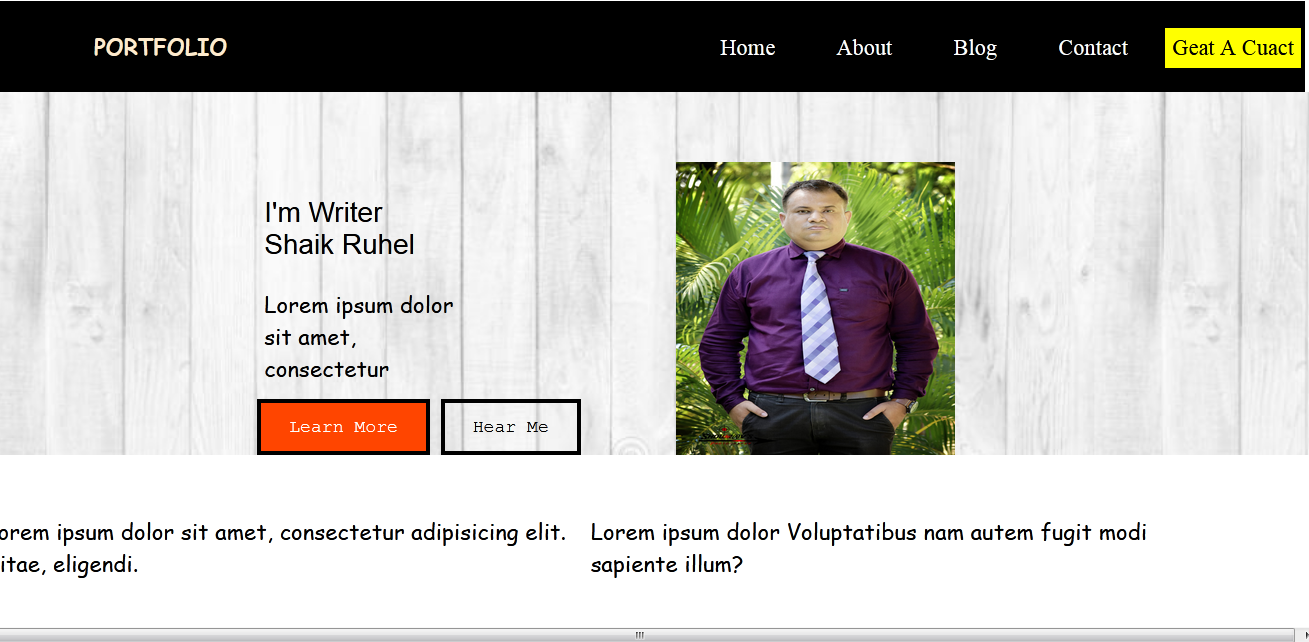 PORTFOLIO
Home About Blog Contact Geat A Cuact
I'm Writer
Shaik Ruhel
Lorem ipsum dolor
sit amet,
consectetur
Learn More Hear Me
orem ipsum dolor sit amet, consectetur adipisicing elit.
itae, eligendi.
Lorem ipsum dolor Voluptatibus nam autem fugit modi
sapiente illum?